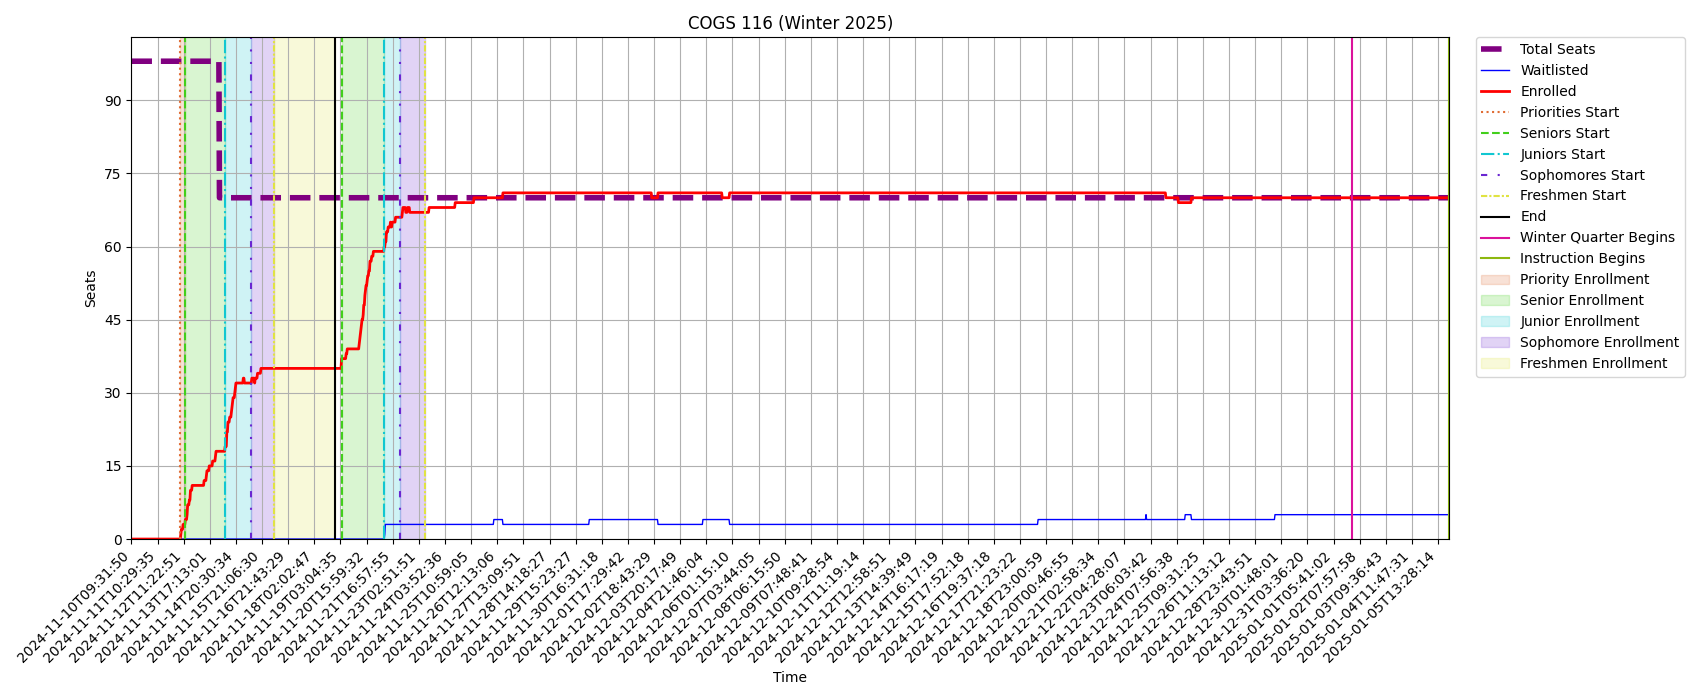 COGS 116 (Winter 2025)
Total Seats
Waitlisted
Enrolled
Priorities Start
Seniors Start
Juniors Start
Sophomores Start
Freshmen Start
End
Winter Quarter Begins
Instruction Begins
Priority Enrollment
Senior Enrollment
Junior Enrollment
Sophomore Enrollment
Freshmen Enrollment
Seats
90
75
60
45
30
15
0
2024-11-10T09:31:50
2024-11-11T10:29:35
2024-11-12T11:22:51
2024-11-13T17:13:01
2024-11-14T20:30:34
2024-11-15T21:06:30
2024-11-16T21:43:29
2024-11-18T02:02:47
2024-11-19T03:04:35
2024-11-20T15:59:32
2024-11-21T16:57:55
2024-11-23T02:51:51
2024-11-24T03:52:36
2024-11-25T10:59:05
2024-11-26T12:13:06
2024-11-27T13:09:51
2024-11-28T14:18:27
2024-11-29T15:23:27
2024-11-30T16:31:18
2024-12-01T17:29:42
2024-12-02T18:43:29
2024-12-03T20:17:49
2024-12-04T21:46:04
2024-12-06T01:15:10
2024-12-07T03:44:05
2024-12-08T06:15:50
2024-12-09T07:48:41
2024-12-10T09:28:54
2024-12-11T11:19:14
2024-12-12T12:58:51
2024-12-13T14:39:49
2024-12-14T16:17:19
2024-12-15T17:52:18
2024-12-16T19:37:18
2024-12-17T21:23:22
2024-12-18T23:00:59
2024-12-20T00:46:55
2024-12-21T02:58:34
2024-12-22T04:28:07
2024-12-23T06:03:42
2024-12-24T07:56:38
2024-12-25T09:31:25
2024-12-26T11:13:12
2024-12-28T23:43:51
2024-12-30T01:48:01
2024-12-31T03:36:20
2025-01-01T05:41:02
2025-01-02T07:57:58
2025-01-03T09:36:43
2025-01-04T11:47:31
2025-01-05T13:28:14
Time